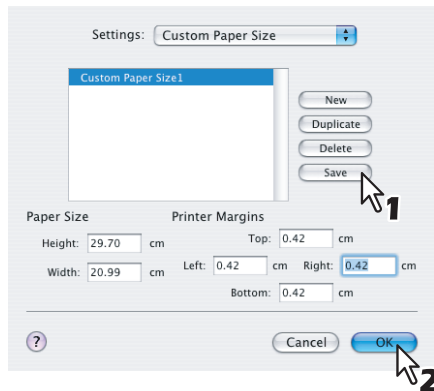 Settings: Custom Paper Size
Custom Paper Size1
New
Duplicate
Delete
Save
1
Paper Size Printer Margins
Height: 29.70 cm Top: 0.42 cm
Width: 20.99 cm Left: 0.42 cm Right: 0.42 cm
Bottom: 0.42 cm
? Cancel OK
2